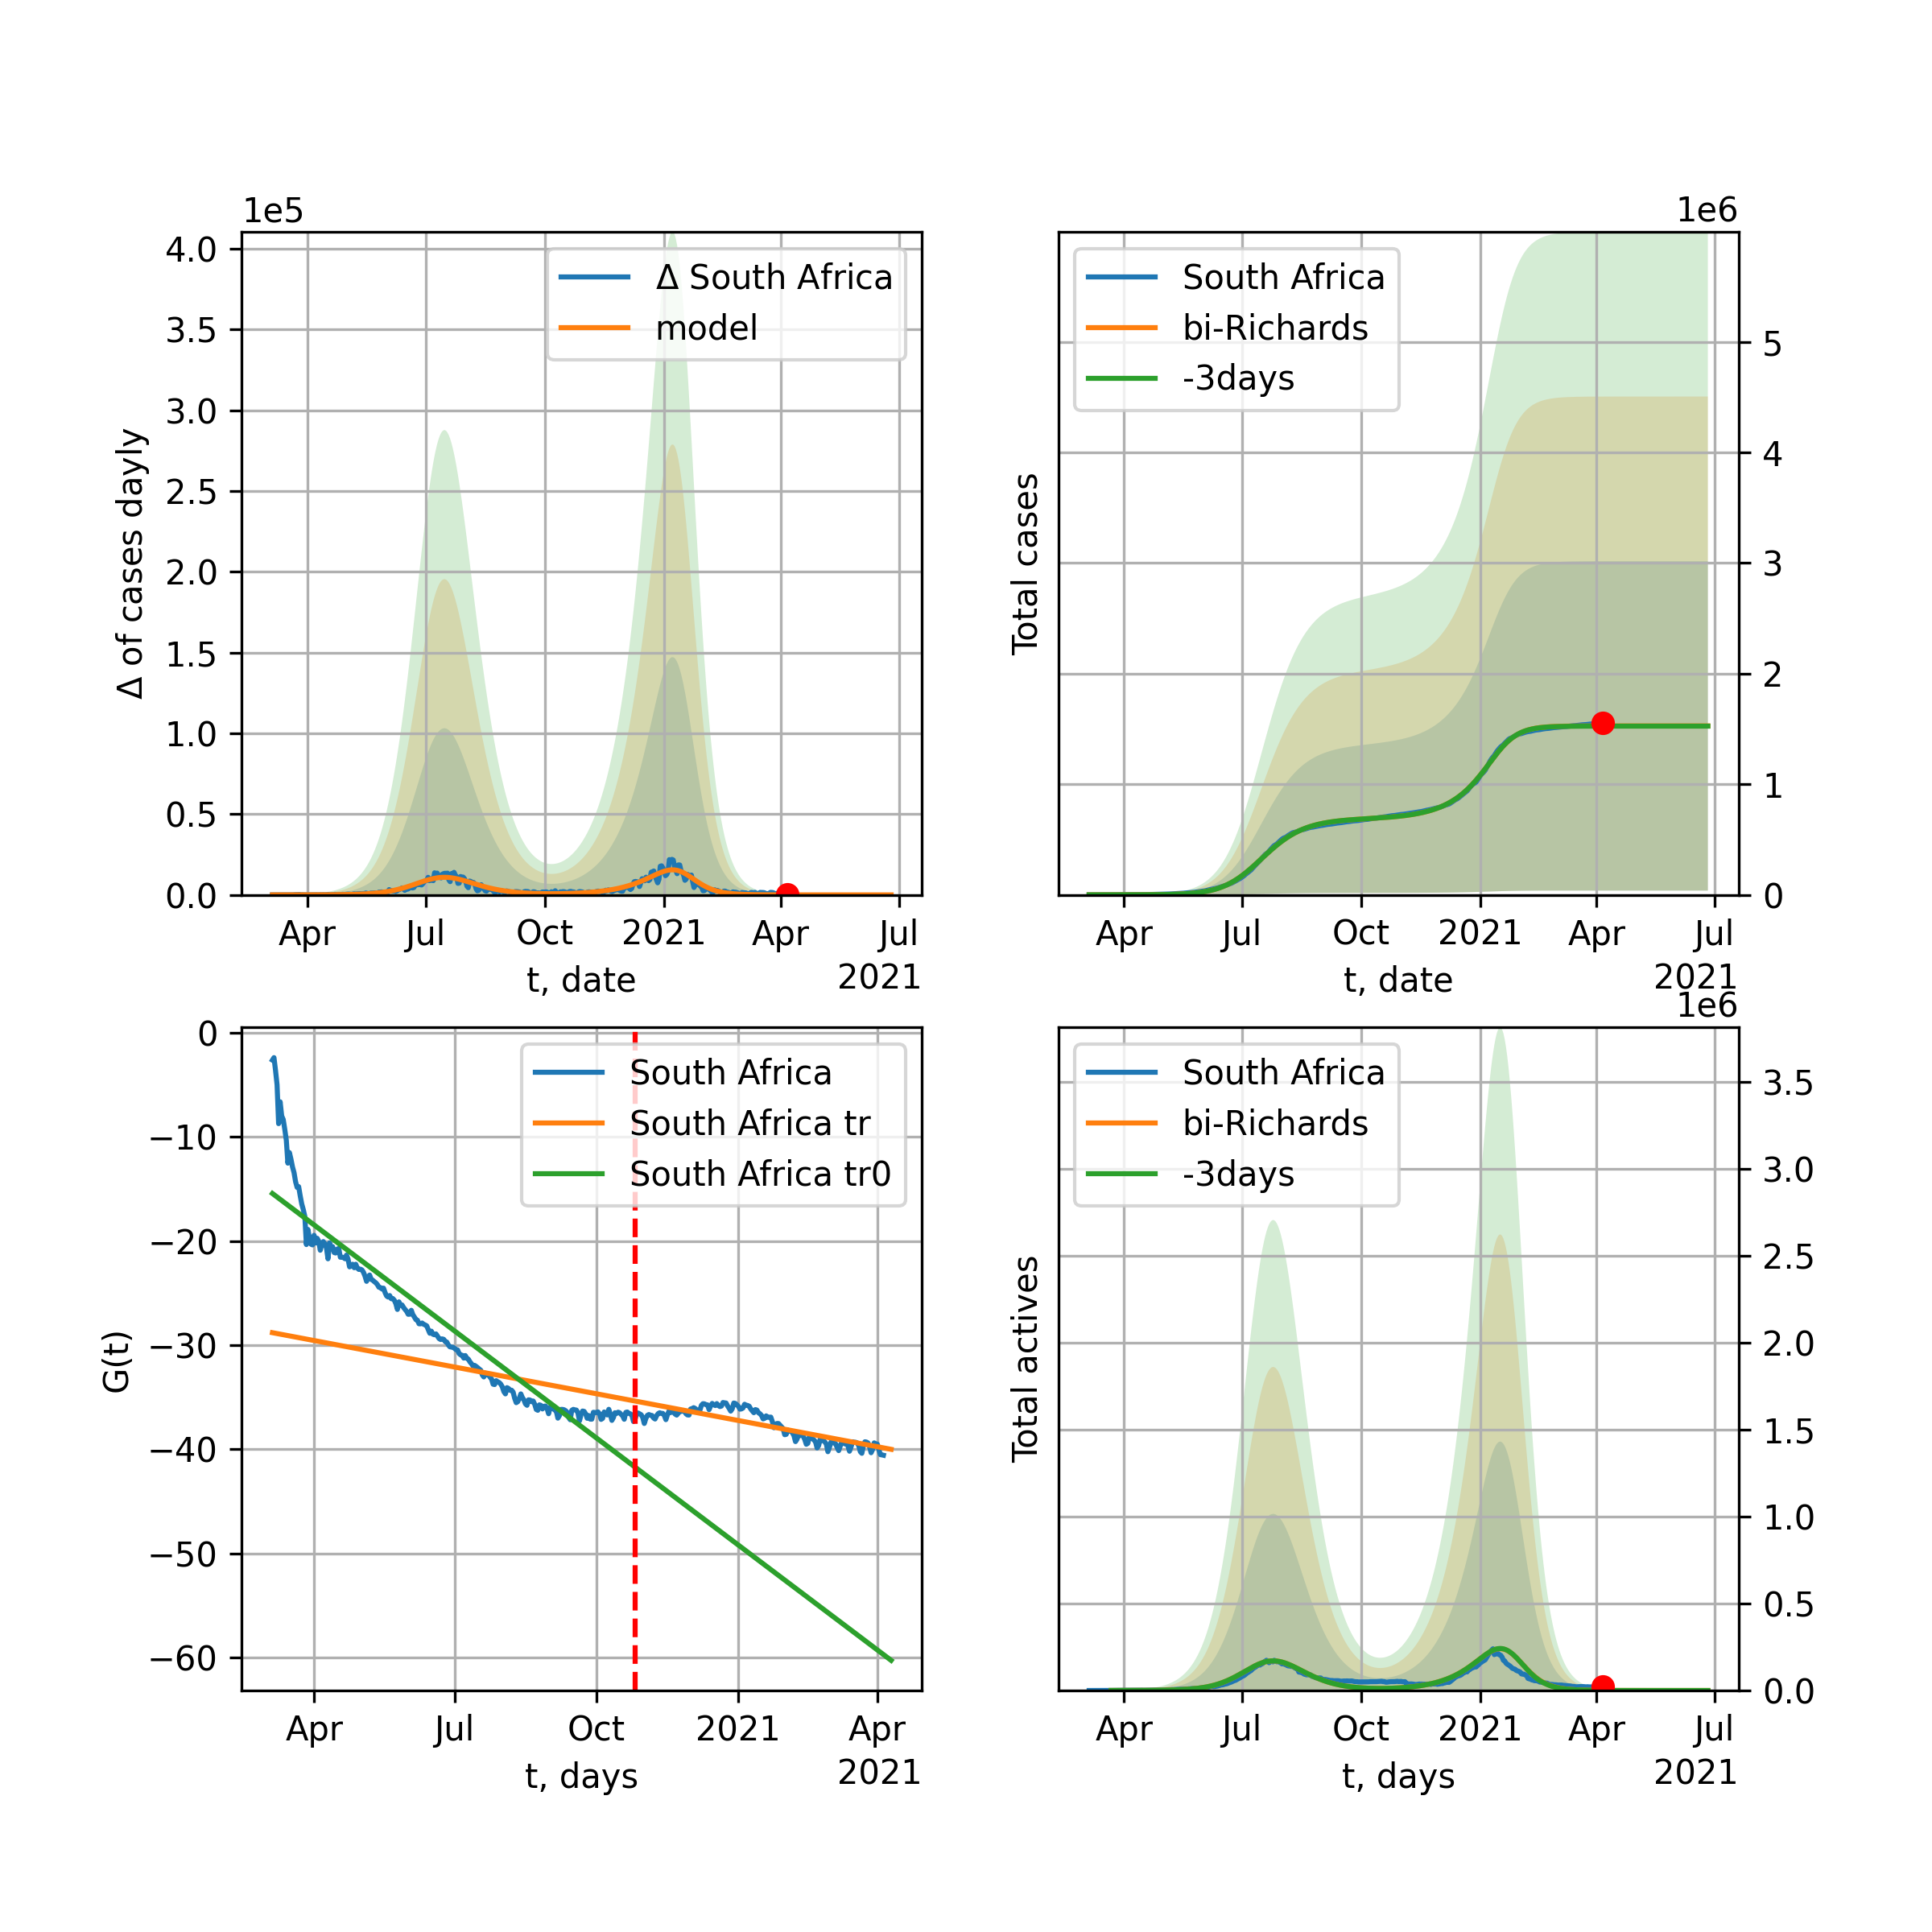 1e5
Δ of cases dayly
4.0
3.5
3.0
2.5
2.0
1.5
1.0
0.5
0.0
Δ South Africa
model
Apr Jul Oct 2021 Apr Jul
t, date
2021
1e6
Total cases
South Africa
bi-Richards
-3days
5
4
3
2
1
0
Apr Jul Oct 2021 Apr Jul
t, date
2021
G(t)
0
−10
−20
−30
−40
−50
−60
South Africa
South Africa tr
South Africa tr0
Apr Jul Oct 2021 Apr
t, days
2021
1e6
Total actives
South Africa
bi-Richards
-3days
3.5
3.0
2.5
2.0
1.5
1.0
0.5
0.0
Apr Jul Oct 2021 Apr Jul
t, days
2021